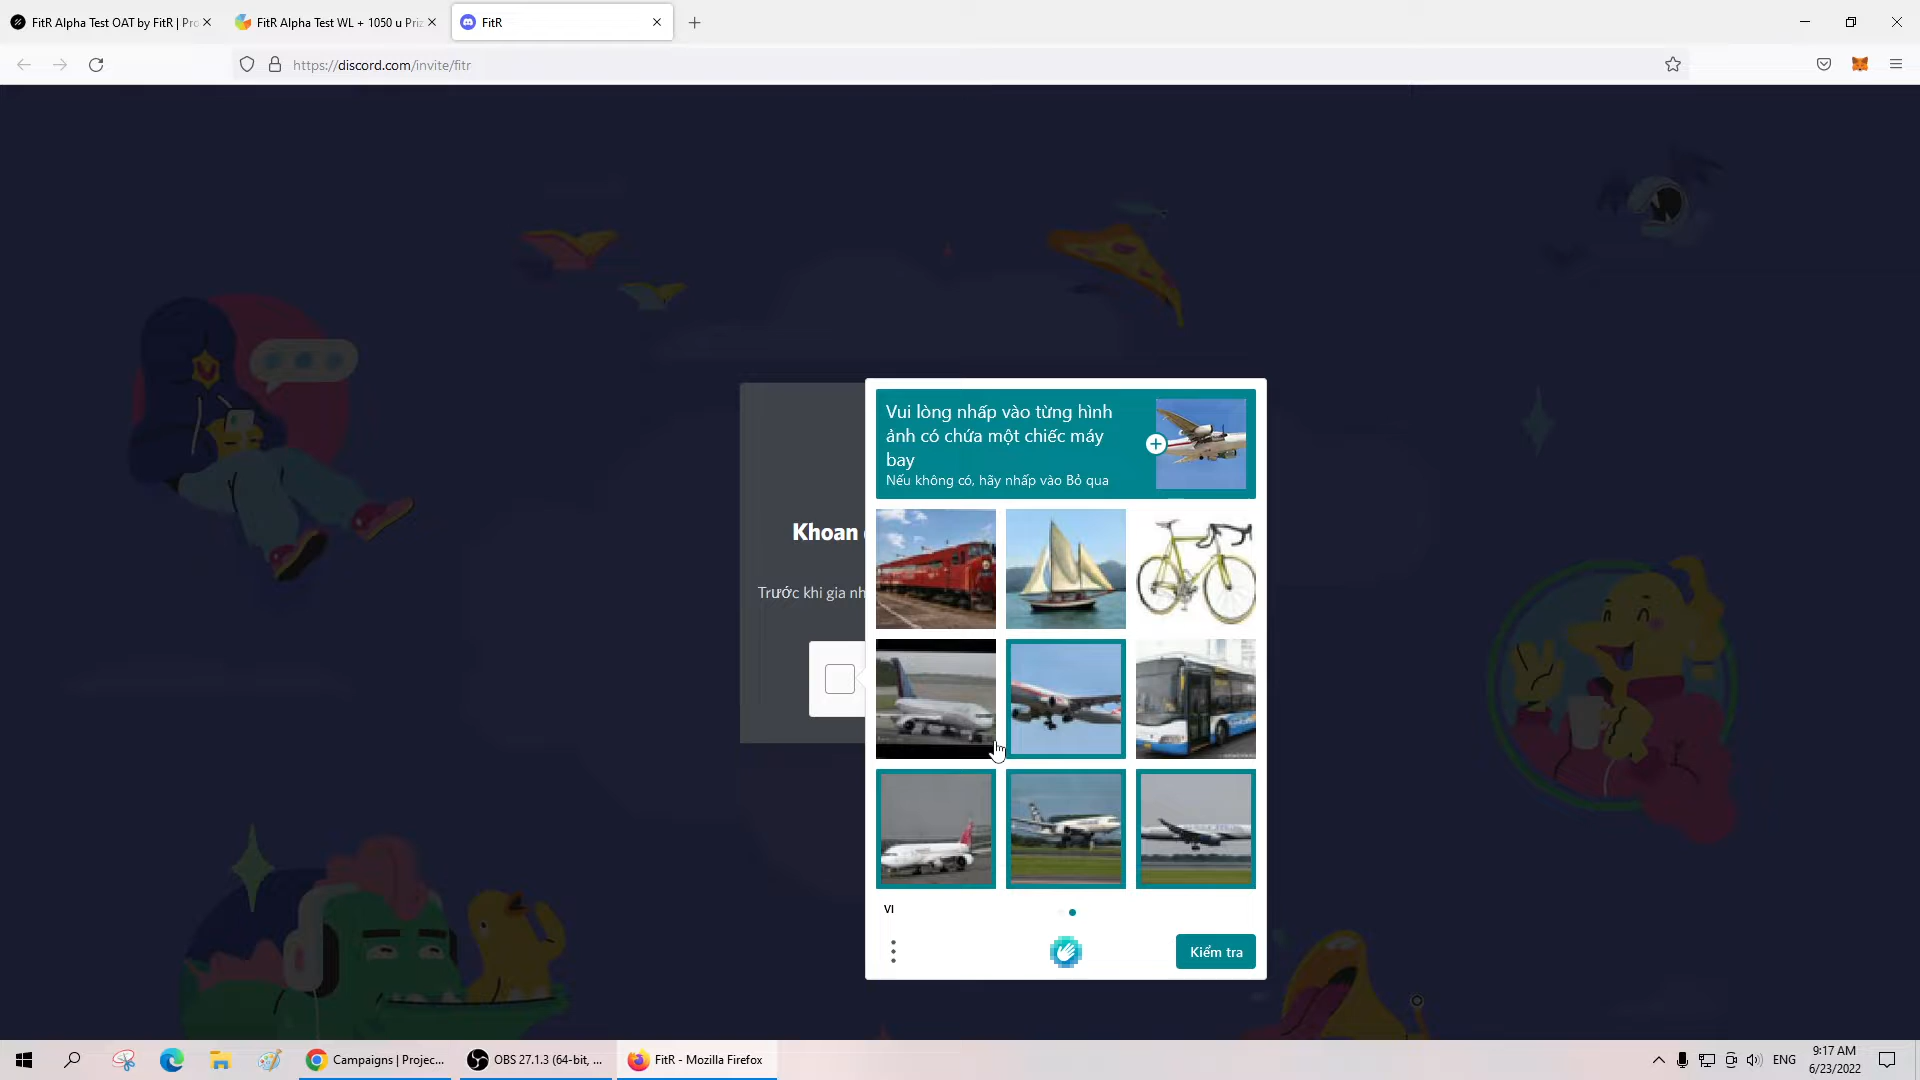 FitR Alpha Test OAT by FitR | Pro
FitR Alpha Test WL + 1050 u Priz
FitR
https://discord.com/invite/fitr
Vui lòng nhấp vào từng hình
ảnh có chứa một chiếc máy
bay
Nếu không có, hãy nhấp vào Bỏ qua
Khoan
Trước khi gia nh
VI
Kiểm tra
Campaigns | Projec...
OBS 27.1.3 (64-bit, ...
FitR - Mozilla Firefox
ENG
9:17 AM
6/23/2022